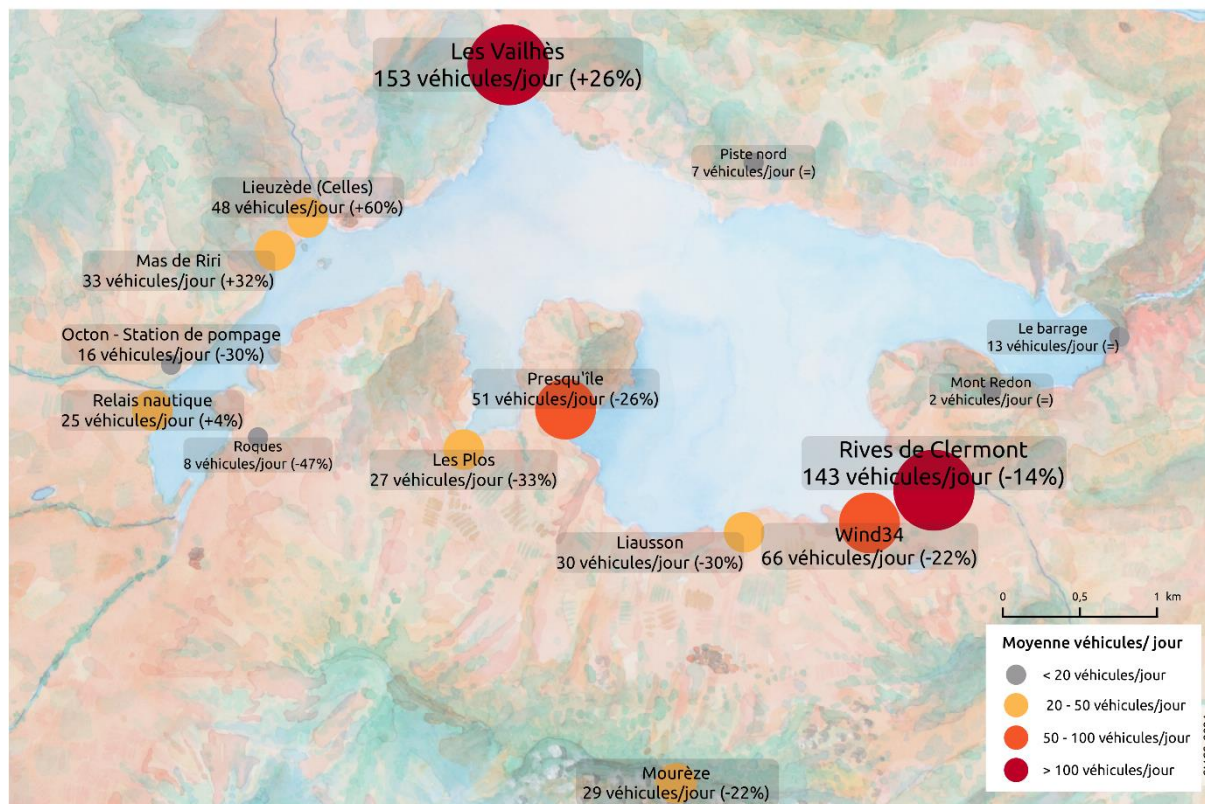 Les Vailhès
153 véhicules/jour (+26%)
Piste nord
7 véhicules/jour (=)
Lieuzède (Celles)
48 véhicules/jour (+60%)
Mas de Riri
33 véhicules/jour (+32%)
Octon - Station de pompage
16 véhicules/jour (-30%)
Le barrage
13 véhicules/jour (=)
Presqu'île
51 véhicules/jour (-26%)
Mont Redon
2 véhicules/jour (=)
Relais nautique
25 véhicules/jour (+4%)
Roques
8 véhicules/jour (-47%)
Les Plos
27 véhicules/jour (-33%)
Rives de Clermont
143 véhicules/jour (-14%)
Liausson
30 véhicules/jour (-30%)
Wind34
66 véhicules/jour (-22%)
0 0,5 1 km
Moyenne véhicules/ jour
< 20 véhicules/jour
20 - 50 véhicules/jour
50 - 100 véhicules/jour
> 100 véhicules/jour
Mourèze
29 véhicules/jour (-22%)